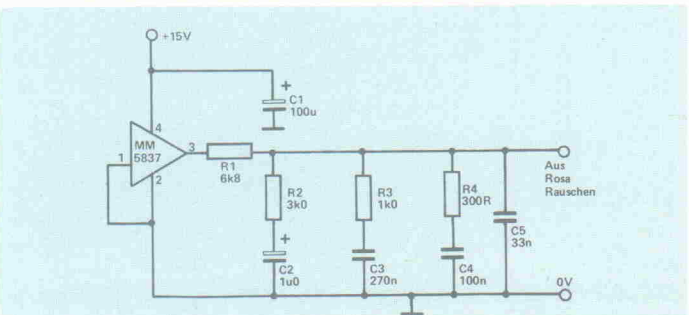 +15V
+
C1
100u
4
MM
5837
1
3
2
R1
6k8
R2
3k0
R3
1k0
R4
300R
Aus
Rosa
Rauschen
+
C2
1u0
C3
270n
C4
100n
C5
33n
0V